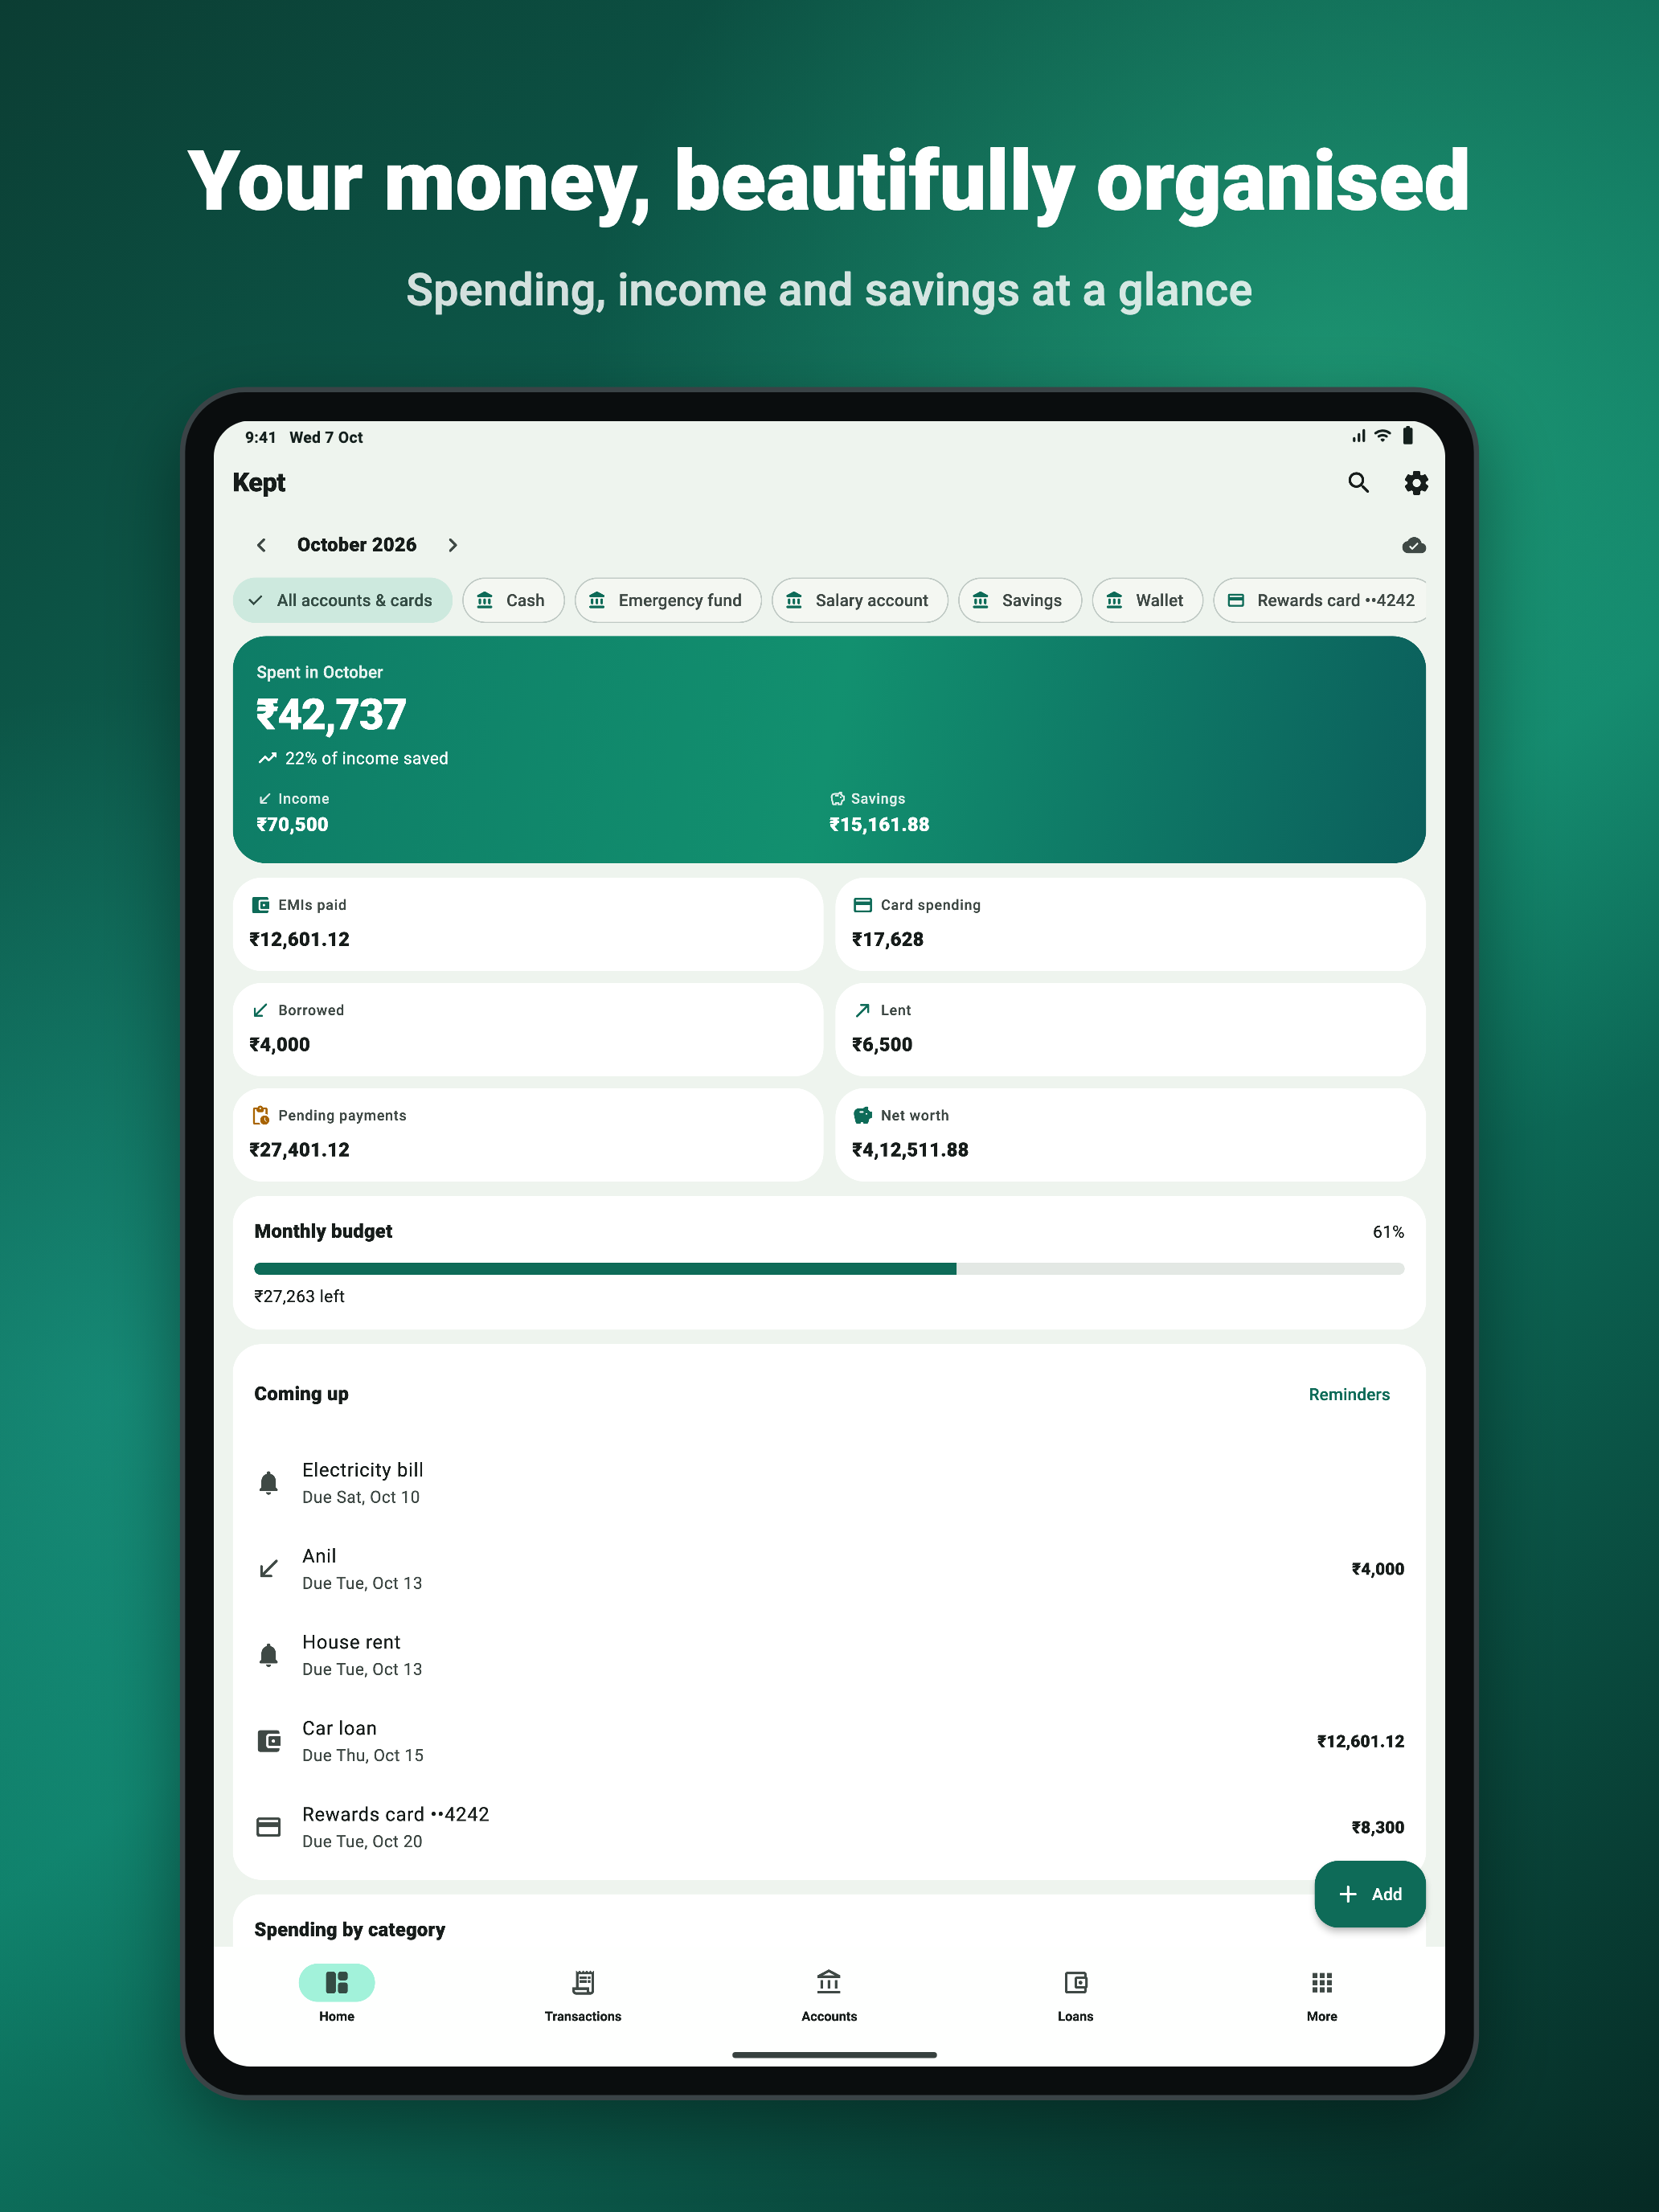 Your money, beautifully organised
Spending, income and savings at a glance
9:41 Wed 7 Oct
Kept
October 2026
All accounts & cards
Cash
Emergency fund
Salary account
Savings
Wallet
Rewards card ••4242
Spent in October
₹42,737
22% of income saved
Income
₹70,500
Savings
₹15,161.88
EMIs paid
₹12,601.12
Card spending
₹17,628
Borrowed
₹4,000
Lent
₹6,500
Pending payments
₹27,401.12
Net worth
₹4,12,511.88
Monthly budget
61%
₹27,263 left
Coming up
Reminders
Electricity bill
Due Sat, Oct 10
Anil
Due Tue, Oct 13
₹4,000
House rent
Due Tue, Oct 13
Car loan
Due Thu, Oct 15
₹12,601.12
Rewards card ••4242
Due Tue, Oct 20
₹8,300
Add
Spending by category
Home
Transactions
Accounts
Loans
More